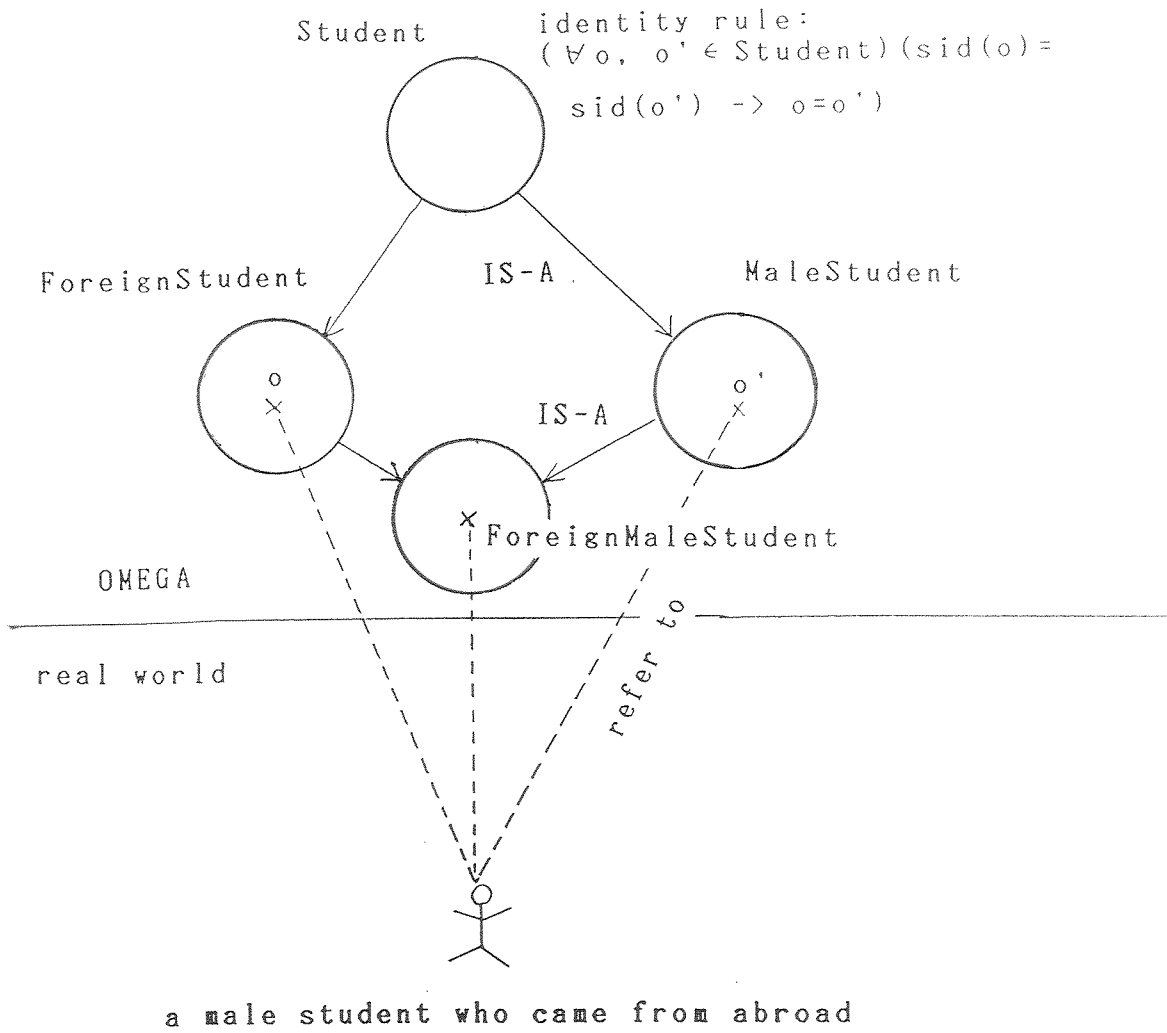 Student
identity rule:
(∀o, o' ∈ Student)(sid(o)=
sid(o') -> o=o')
ForeignStudent
IS-A
MaleStudent
o
o'
IS-A
ForeignMaleStudent
OMEGA
refer to
real world
a male student who came from abroad